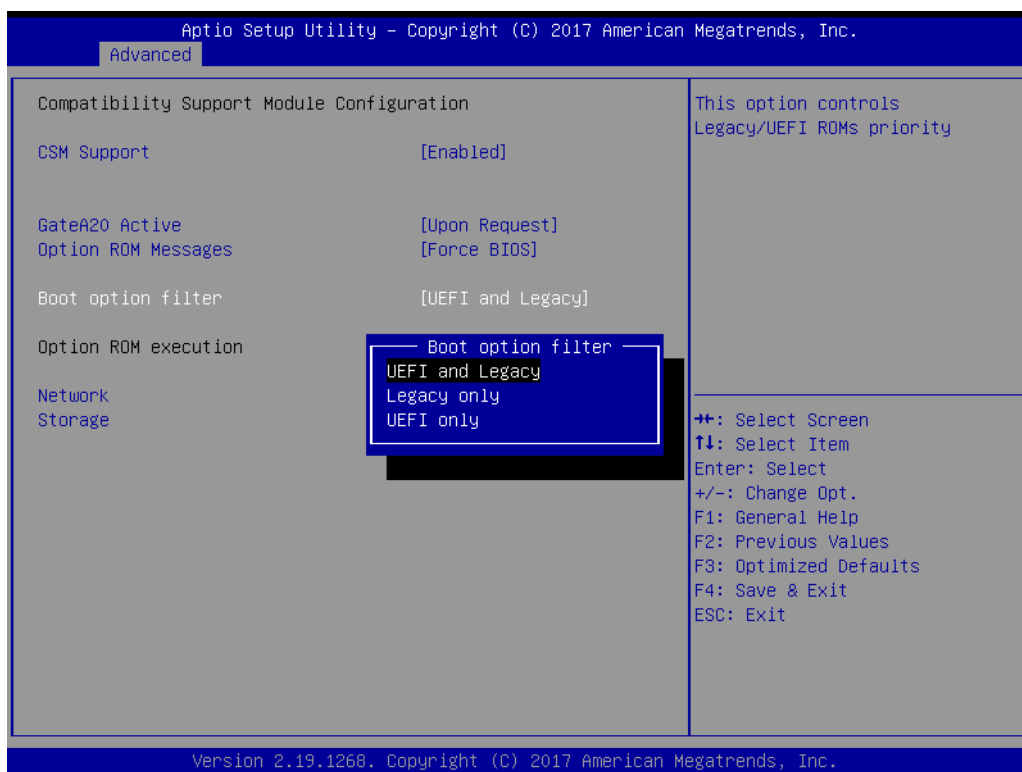 Aptio Setup Utility – Copyright (C) 2017 American Megatrends, Inc.
Advanced
Compatibility Support Module Configuration
CSM Support [Enabled]
GateA20 Active [Upon Request]
Option ROM Messages [Force BIOS]
Boot option filter [UEFI and Legacy]
Option ROM execution
Network
Storage
Boot option filter
UEFI and Legacy
Legacy only
UEFI only
This option controls
Legacy/UEFI ROMs priority
→←: Select Screen
↑↓: Select Item
Enter: Select
+/-: Change Opt.
F1: General Help
F2: Previous Values
F3: Optimized Defaults
F4: Save & Exit
ESC: Exit
Version 2.19.1268. Copyright (C) 2017 American Megatrends, Inc.